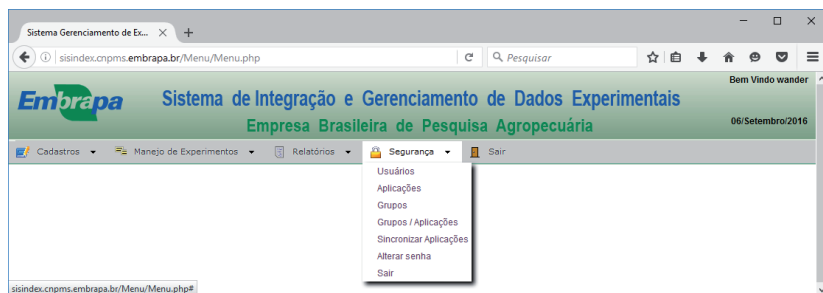 Sistema Gerenciamento de Ex...
sisindex.cnpms.embrapa.br/Menu/Menu.php
Pesquisar
Bem Vindo wander
Embrapa
Sistema de Integração e Gerenciamento de Dados Experimentais
Empresa Brasileira de Pesquisa Agropecuária
06/Setembro/2016
Cadastros
Manejo de Experimentos
Relatórios
Segurança
Sair
Usuários
Aplicações
Grupos
Grupos / Aplicações
Sincronizar Aplicações
Alterar senha
Sair
sisindex.cnpms.embrapa.br/Menu/Menu.php#